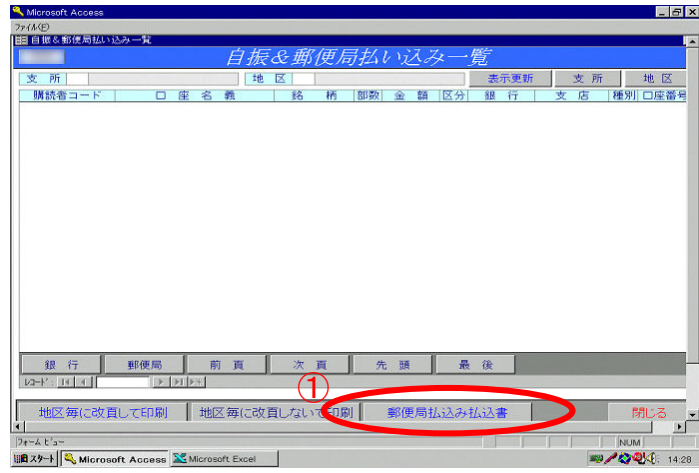 Microsoft Access
ファイル(F)
自振&郵便局払い込み一覧
自振&郵便局払い込み一覧
支 所 地 区 表示更新 支 所 地 区
購読者コード 口 座 名 義 銘 柄 部数 金 額 区分 銀 行 支 店 種別 口座番号
銀 行 郵便局 前 頁 次 頁 先 頭 最 後
レコード:
①
地区毎に改頁して印刷 地区毎に改頁しないで印刷 郵便局払込み払込書 閉じる
フォーム ビュー NUM
スタート Microsoft Access Microsoft Excel 14:28